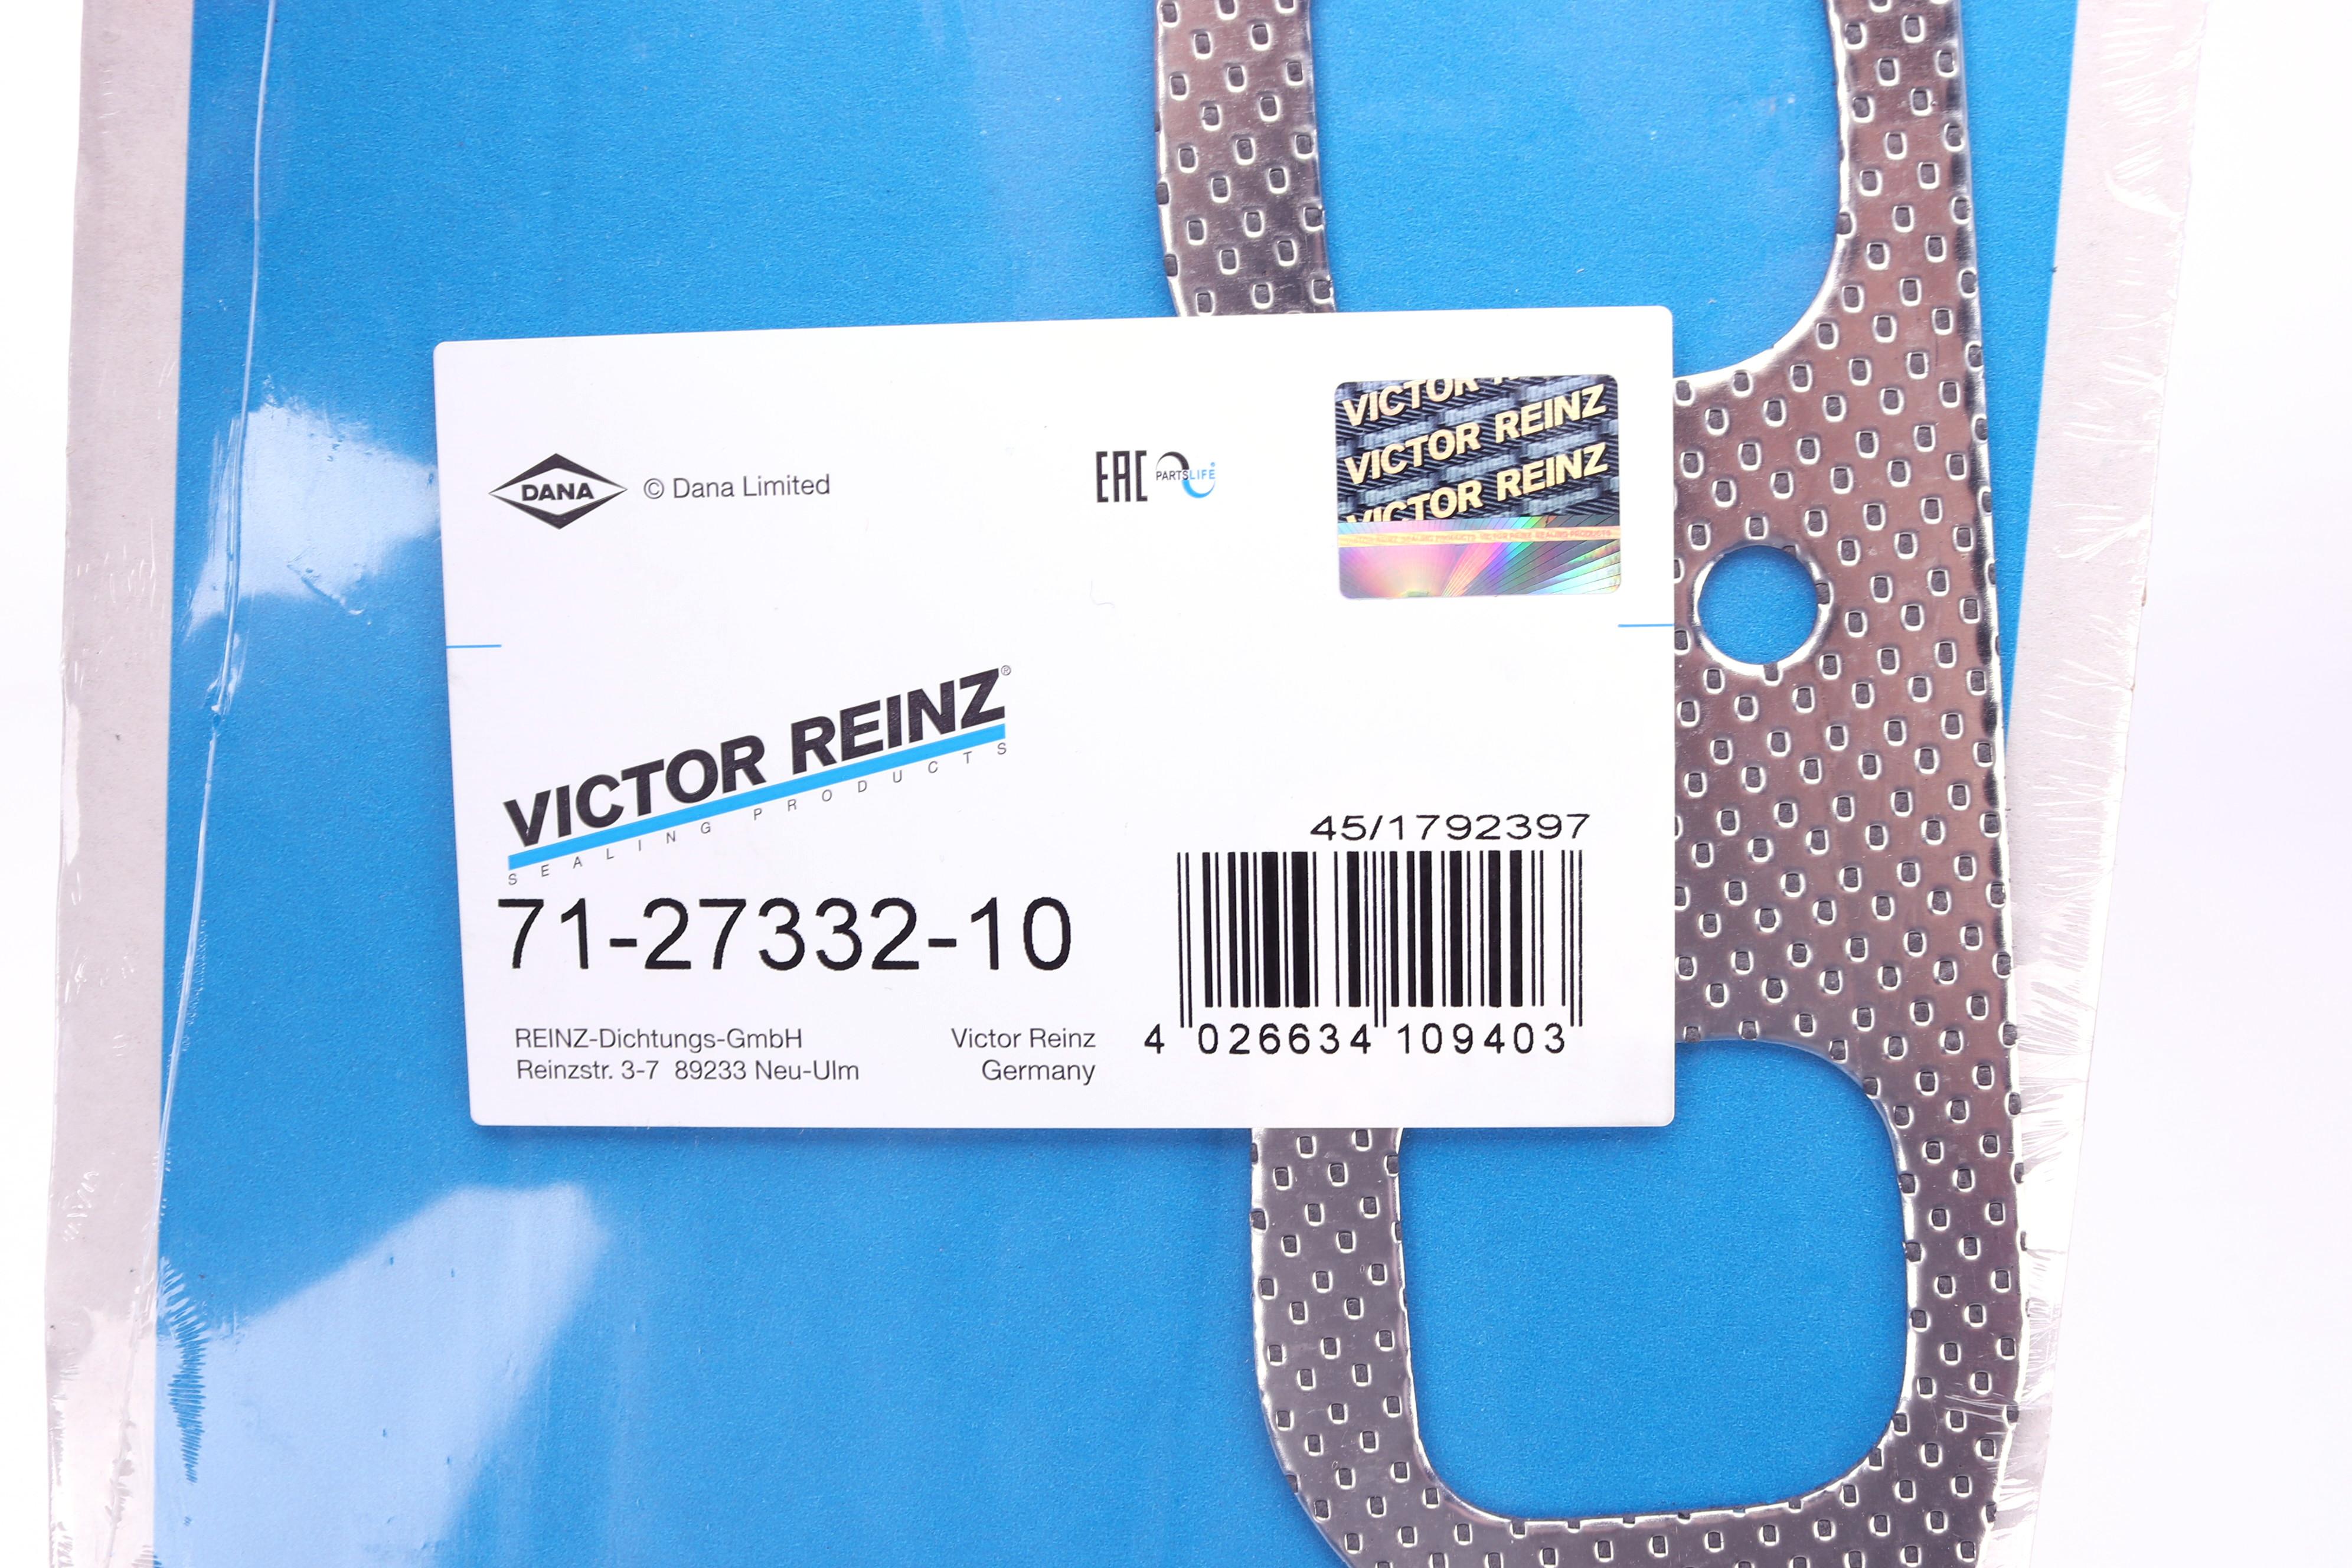 DANA
© Dana Limited
EAC
PARTSLIFE®
VICTOR
VICTOR REINZ
VICTOR REINZ
VICTOR REINZ®
SEALING PRODUCTS
45/1792397
71-27332-10
REINZ-Dichtungs-GmbH
Reinzstr. 3-7 89233 Neu-Ulm
Victor Reinz
Germany
4 026634 109403